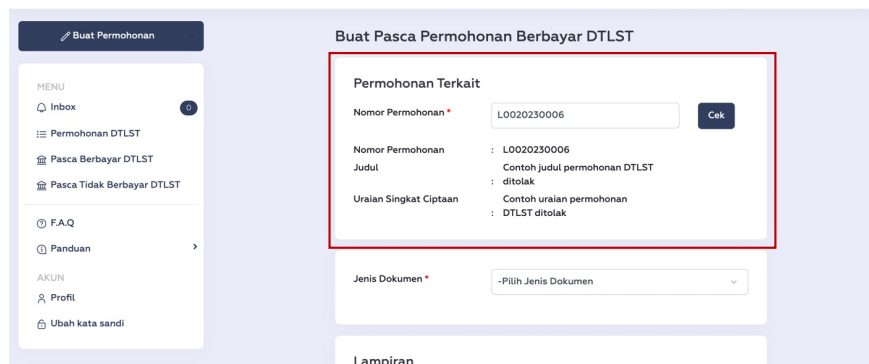 Buat Permohonan
MENU
Inbox
0
Permohonan DTLST
Pasca Berbayar DTLST
Pasca Tidak Berbayar DTLST
F.A.Q
Panduan
AKUN
Profil
Ubah kata sandi
Buat Pasca Permohonan Berbayar DTLST
Permohonan Terkait
Nomor Permohonan * L0020230006 Cek
Nomor Permohonan : L0020230006
Judul Contoh judul permohonan DTLST
: ditolak
Uraian Singkat Ciptaan Contoh uraian permohonan
: DTLST ditolak
Jenis Dokumen * -Pilih Jenis Dokumen
Lampiran